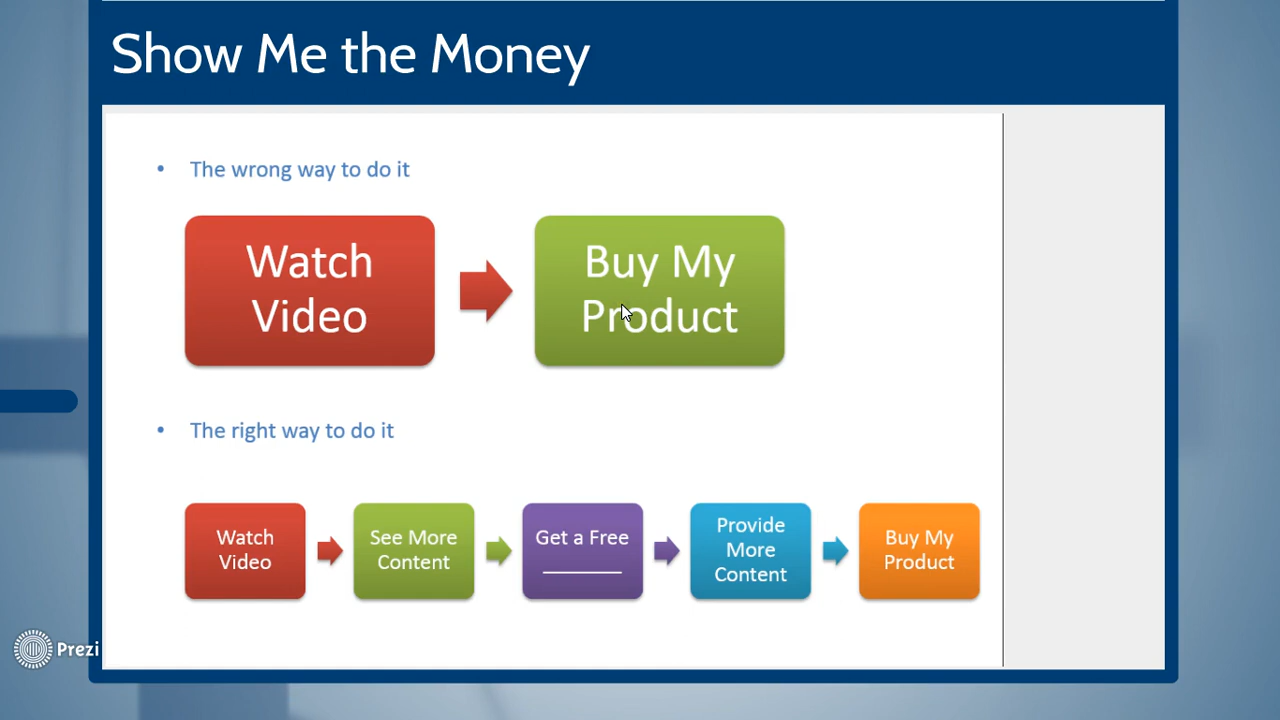 Show Me the Money
• The wrong way to do it
Watch
Video
Buy My
Product
• The right way to do it
Watch
Video
See More
Content
Get a Free
________
Provide
More
Content
Buy My
Product
Prezi